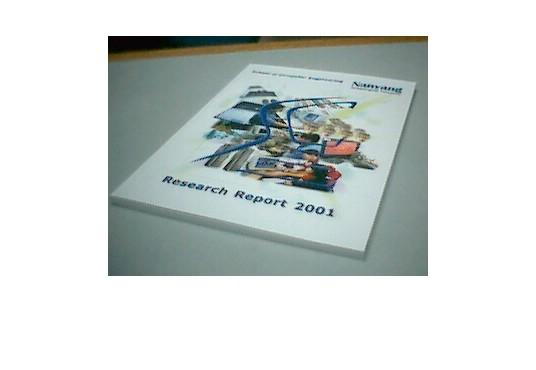 School of Computer Engineering
Nanyang
Research Report 2001